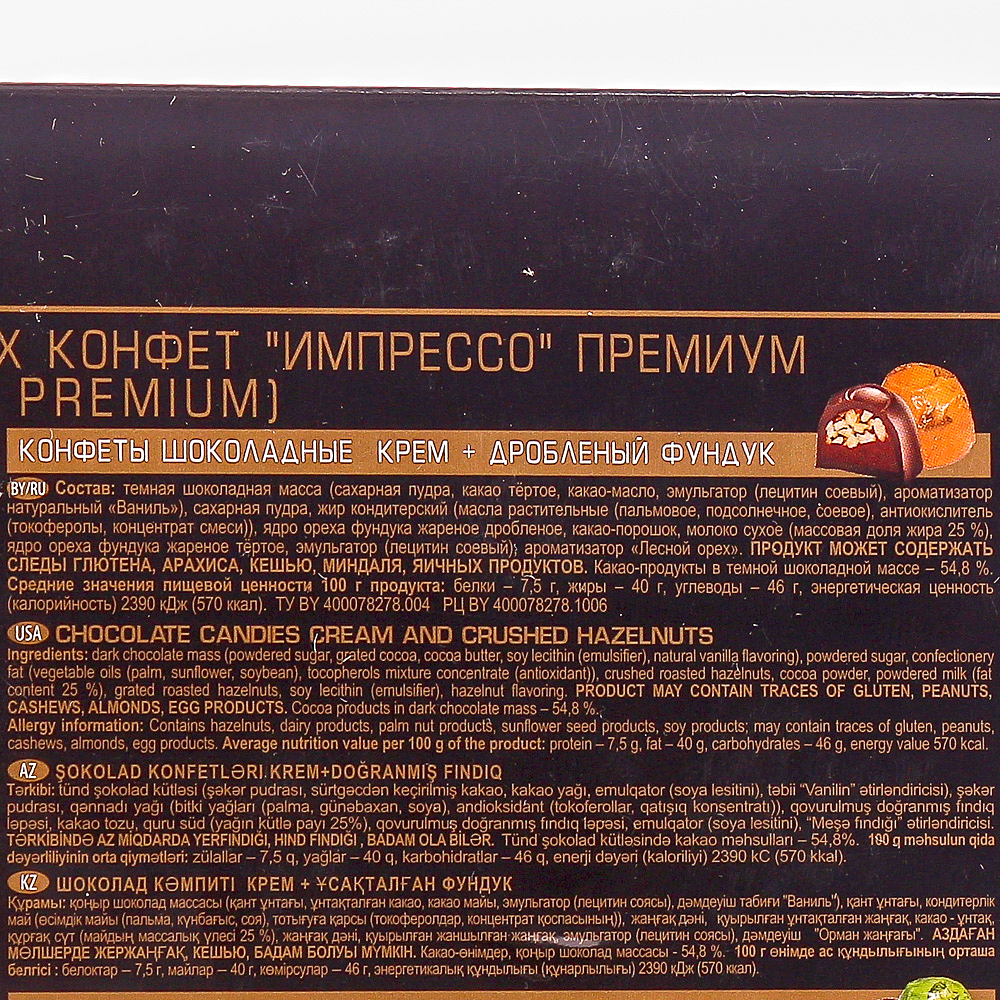 Х КОНФЕТ "ИМПРЕССО" ПРЕМИУМ
PREMIUM)
КОНФЕТЫ ШОКОЛАДНЫЕ КРЕМ + ДРОБЛЕНЫЙ ФУНДУК
BY/RU Состав: темная шоколадная масса (сахарная пудра, какао тёртое, какао-масло, эмульгатор (лецитин соевый), ароматизатор
натуральный «Ваниль»), сахарная пудра, жир кондитерский (масла растительные (пальмовое, подсолнечное, соевое), антиокислитель
(токоферолы, концентрат смеси)), ядро ореха фундука жареное дробленое, какао-порошок, молоко сухое (массовая доля жира 25 %),
ядро ореха фундука жареное тёртое, эмульгатор (лецитин соевый), ароматизатор «Лесной орех». ПРОДУКТ МОЖЕТ СОДЕРЖАТЬ
СЛЕДЫ ГЛЮТЕНА, АРАХИСА, КЕШЬЮ, МИНДАЛЯ, ЯИЧНЫХ ПРОДУКТОВ. Какао-продукты в темной шоколадной массе – 54,8 %.
Средние значения пищевой ценности 100 г продукта: белки – 7,5 г, жиры – 40 г, углеводы – 46 г, энергетическая ценность
(калорийность) 2390 кДж (570 ккал). ТУ BY 400078278.004 РЦ BY 400078278.1006
USA CHOCOLATE CANDIES CREAM AND CRUSHED HAZELNUTS
Ingredients: dark chocolate mass (powdered sugar, grated cocoa, cocoa butter, soy lecithin (emulsifier), natural vanilla flavoring), powdered sugar, confectionery
fat (vegetable oils (palm, sunflower, soybean), tocopherols mixture concentrate (antioxidant)), crushed roasted hazelnuts, cocoa powder, powdered milk (fat
content 25 %), grated roasted hazelnuts, soy lecithin (emulsifier), hazelnut flavoring. PRODUCT MAY CONTAIN TRACES OF GLUTEN, PEANUTS,
CASHEWS, ALMONDS, EGG PRODUCTS. Cocoa products in dark chocolate mass – 54,8 %.
Allergy information: Contains hazelnuts, dairy products, palm nut products, sunflower seed products, soy products; may contain traces of gluten, peanuts,
cashews, almonds, egg products. Average nutrition value per 100 g of the product: protein – 7,5 g, fat – 40 g, carbohydrates – 46 g, energy value 570 kcal.
AZ ŞOKOLAD KONFETLƏRI KREM+DOĞRANMIŞ FINDIQ
Tərkibi: tünd şokolad kütləsi (şəkər pudrası, sürtgəcdən keçirilmiş kakao, kakao yağı, emulqator (soya lesitini), təbii "Vanilin" ətirləndiricisi), şəkər
pudrası, qənnadı yağı (bitki yağları (palma, günəbaxan, soya), andioksidant (tokoferollar, qatışıq konsentratı)), qovurulmuş doğranmış fındıq
ləpəsi, kakao tozu, quru süd (yağın kütlə payı 25%), qovurulmuş doğranmış fındıq ləpəsi, emulqator (soya lesitini), "Meşə fındığı" ətirləndiricisi.
TƏRKİBİNDƏ AZ MIQDARDA YERFINDIĞI, HIND FINDIĞI , BADAM OLA BİLƏR. Tünd şokolad kütləsində kakao məhsulları – 54,8%. 100 q məhsulun qida
dəyərliliyinin orta qiymətləri: zülallar – 7,5 q, yağlar – 40 q, karbohidratlar – 46 q, enerji dəyəri (kaloriliyi) 2390 kC (570 kkal).
KZ ШОКОЛАД КӘМПИТІ КРЕМ + ҰСАҚТАЛҒАН ФУНДУК
Құрамы: қоңыр шоколад массасы (қант ұнтағы, ұнтақталған какао, какао майы, эмульгатор (лецитин соясы), дәмдеуіш табиғи "Ваниль"), қант ұнтағы, кондитерлік
май (өсімдік майы (пальма, күнбағыс, соя), тотығуға қарсы (токоферолдар, концентрат қоспасының)), жаңғақ дәні, қуырылған ұнтақталған жаңғақ, какао - ұнтақ,
құрғақ сүт (майдың массалық үлесі 25 %), жаңғақ дәні, қуырылған жаншылған жаңғақ, эмульгатор (лецитин соясы), дәмдеуіш "Орман жаңғағы". АЗДАҒАН
МӨЛШЕРДЕ ЖЕРЖАҢҒАҚ, КЕШЬЮ, БАДАМ БОЛУЫ МҮМКІН. Какао-өнімдер, қоңыр шоколад массасы - 54,8 %. 100 г өнімде ас құндылығының орташа
белгісі : белоктар – 7,5 г, майлар – 40 г, көмірсулар – 46 г, энергетикалық құндылығы (құнарлылығы) 2390 кДж (570 ккал).